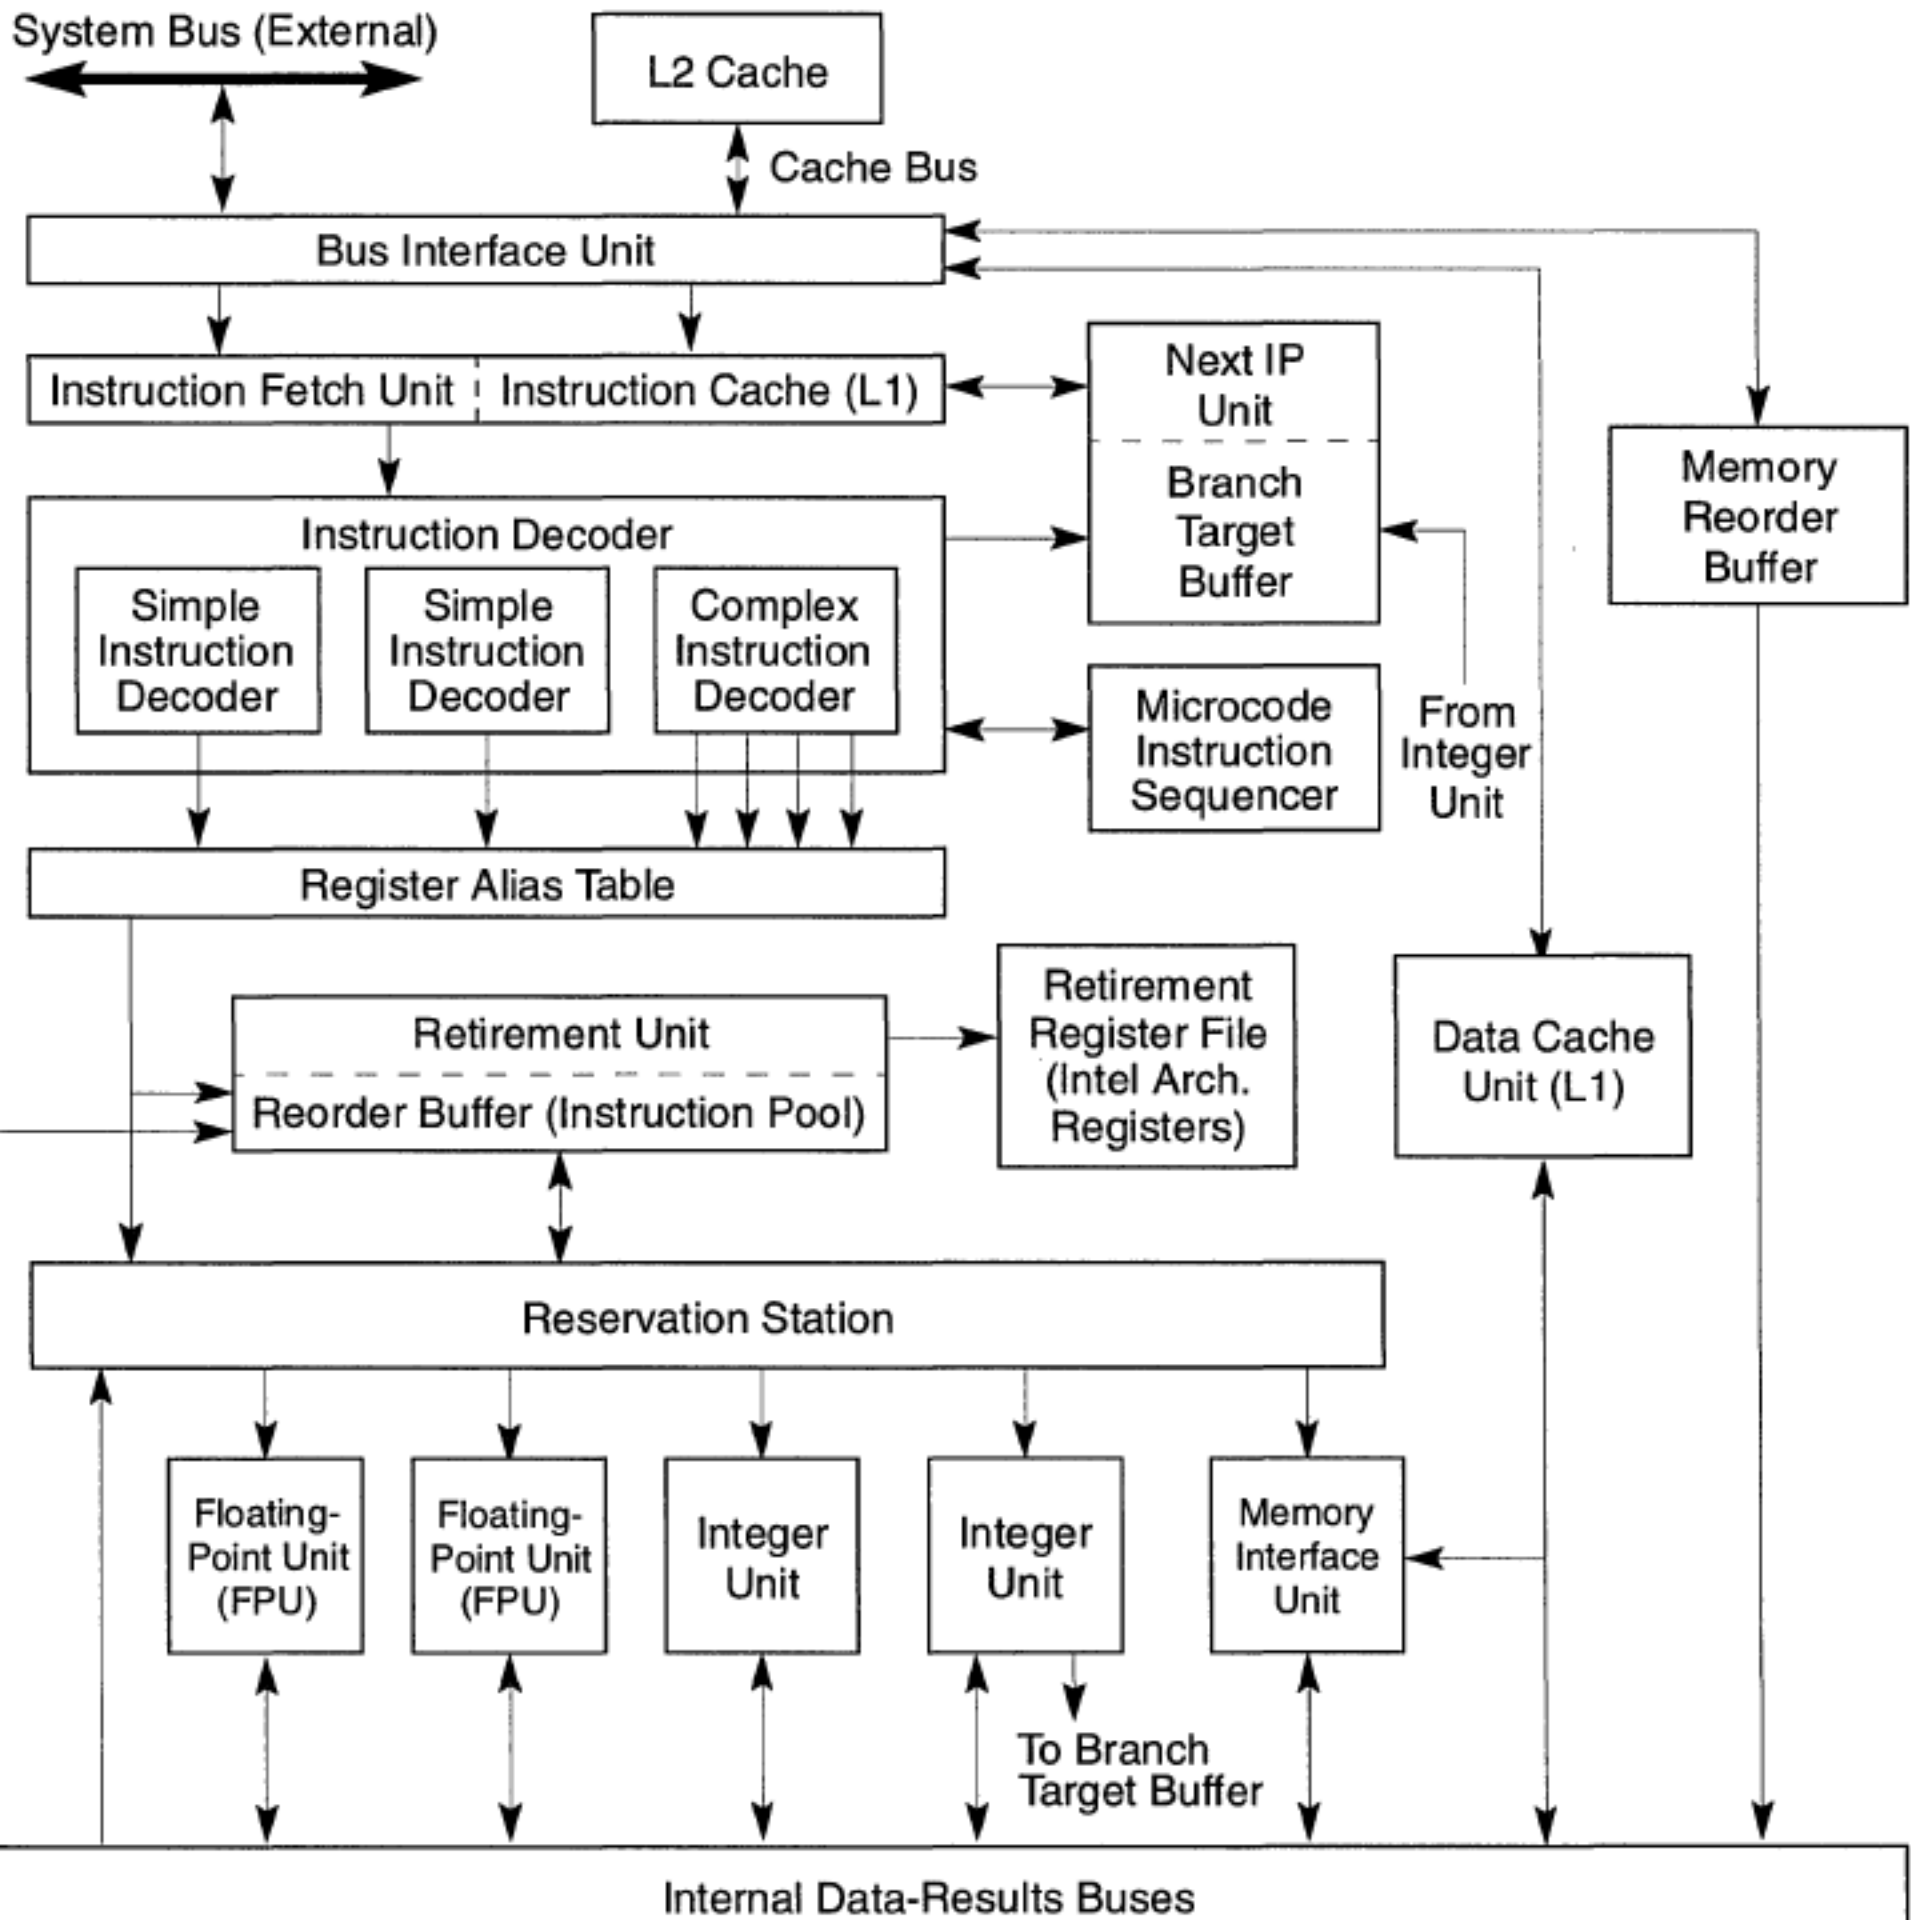 System Bus (External)
L2 Cache
Cache Bus
Bus Interface Unit
Instruction Fetch Unit
Instruction Cache (L1)
Next IP
Unit
Branch
Target
Buffer
Memory
Reorder
Buffer
Instruction Decoder
Simple
Instruction
Decoder
Simple
Instruction
Decoder
Complex
Instruction
Decoder
Microcode
Instruction
Sequencer
From
Integer
Unit
Register Alias Table
Retirement Unit
Reorder Buffer (Instruction Pool)
Retirement
Register File
(Intel Arch.
Registers)
Data Cache
Unit (L1)
Reservation Station
Floating-
Point Unit
(FPU)
Floating-
Point Unit
(FPU)
Integer
Unit
Integer
Unit
Memory
Interface
Unit
To Branch
Target Buffer
Internal Data-Results Buses